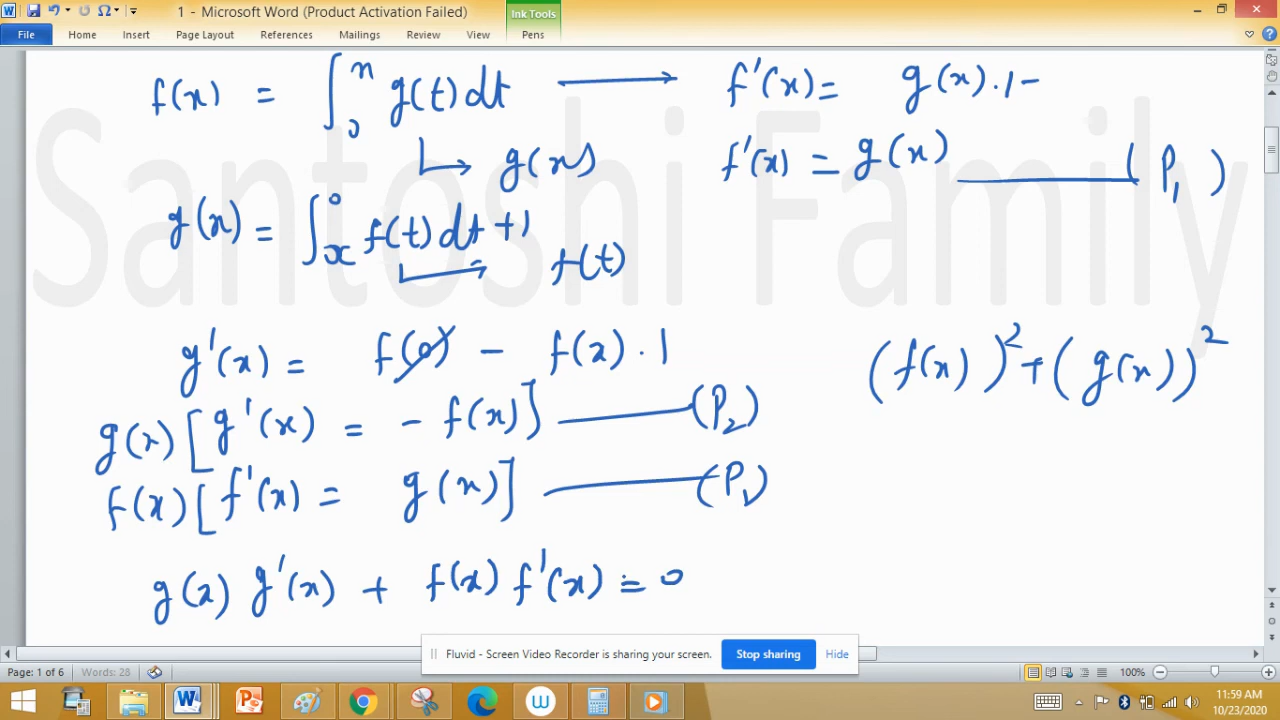 1 - Microsoft Word (Product Activation Failed)
Ink Tools
File Home Insert Page Layout References Mailings Review View Pens
Santoshi Family
f(x) = ∫₀ˣ g(t) dt ⟶ f'(x) = g(x) . 1 -
↳ g(x) f'(x) = g(x) —— (P₁)
g(x) = ∫ₓ⁰ f(t) dt + 1
f(t)
g'(x) = f(0) - f(x) . 1 (f(x))² + (g(x))²
g(x) [g'(x) = - f(x)] —— (P₂)
f(x) [f'(x) = g(x)] —— (P₁)
g(x) g'(x) + f(x) f'(x) = 0
Fluvid - Screen Video Recorder is sharing your screen. Stop sharing Hide
Page: 1 of 6 Words: 28 100%
11:59 AM
10/23/2020